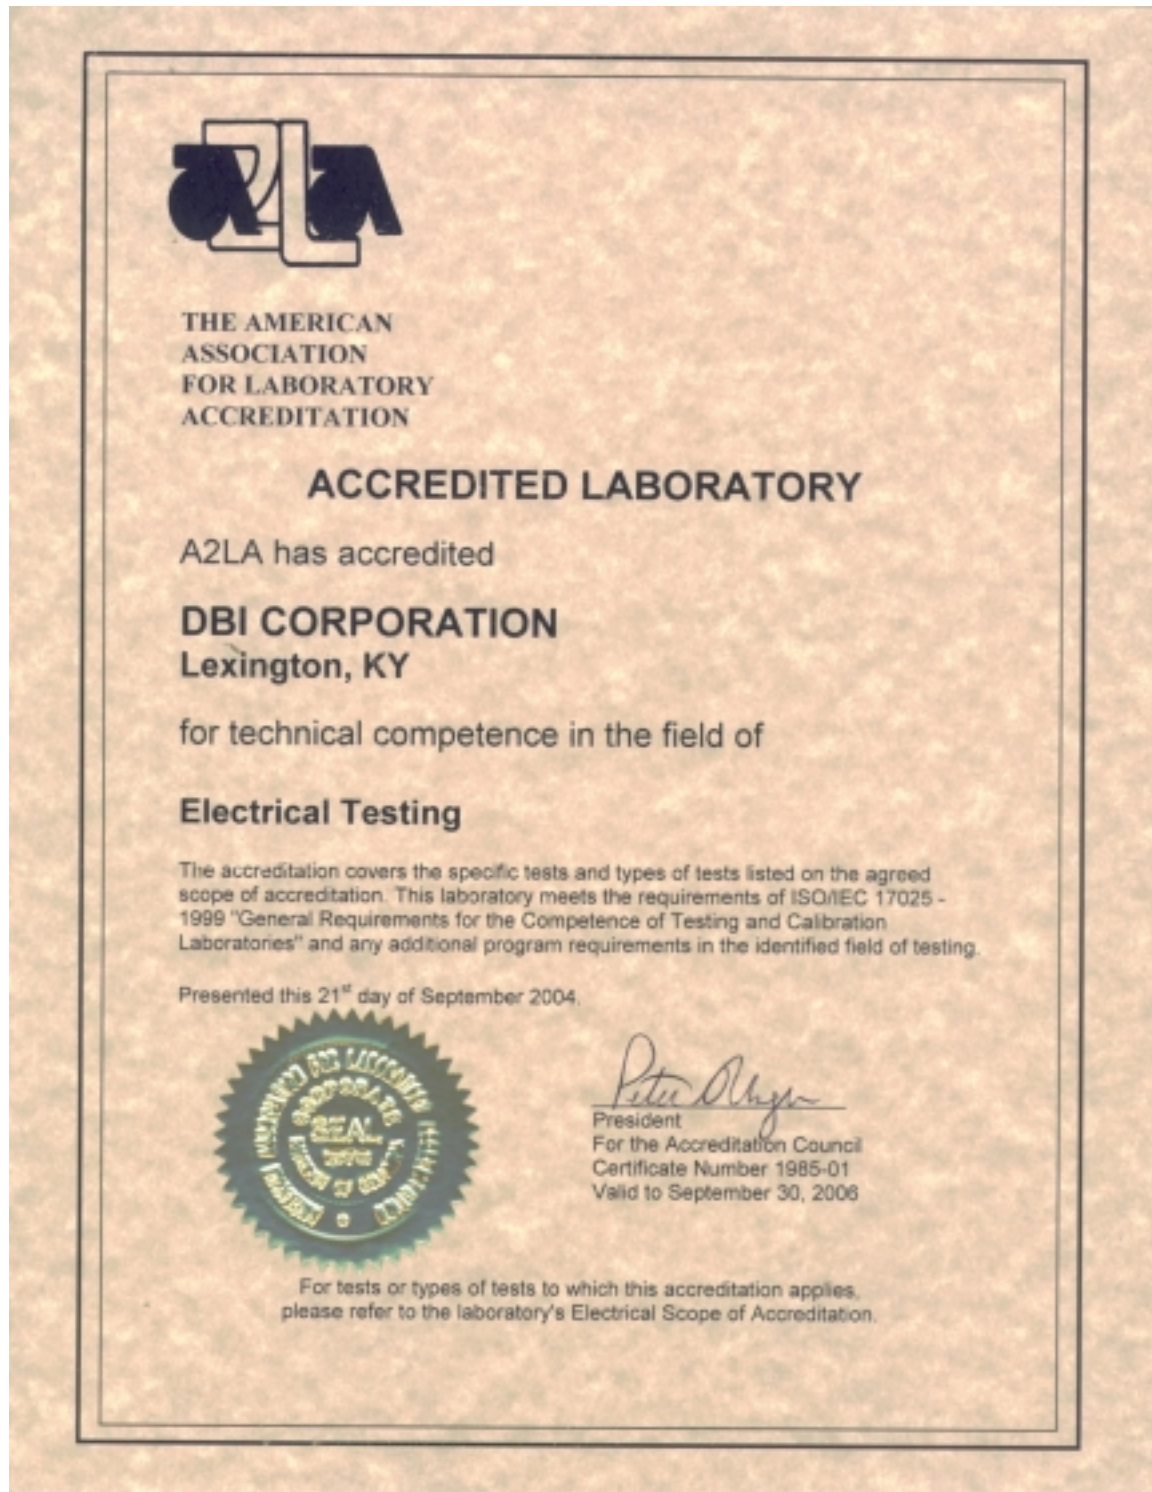 A2LA
THE AMERICAN
ASSOCIATION
FOR LABORATORY
ACCREDITATION
ACCREDITED LABORATORY
A2LA has accredited
DBI CORPORATION
Lexington, KY
for technical competence in the field of
Electrical Testing
The accreditation covers the specific tests and types of tests listed on the agreed
scope of accreditation. This laboratory meets the requirements of ISO/IEC 17025 -
1999 "General Requirements for the Competence of Testing and Calibration
Laboratories" and any additional program requirements in the identified field of testing.
Presented this 21st day of September 2004.
CORPORATE
SEAL
Peter
President
For the Accreditation Council
Certificate Number 1985-01
Valid to September 30, 2006
For tests or types of tests to which this accreditation applies,
please refer to the laboratory's Electrical Scope of Accreditation.